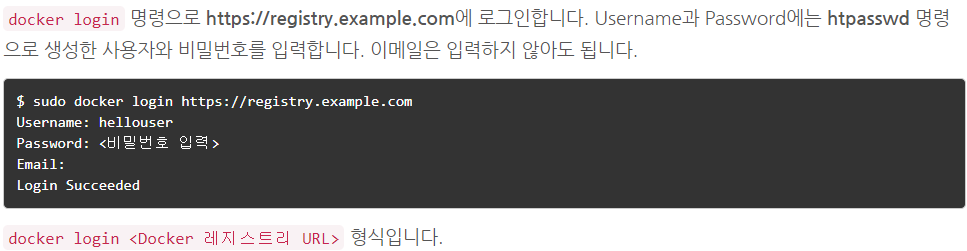 docker login 명령으로 https://registry.example.com에 로그인합니다. Username과 Password에는 htpasswd 명령
으로 생성한 사용자와 비밀번호를 입력합니다. 이메일은 입력하지 않아도 됩니다.
$ sudo docker login https://registry.example.com
Username: hellouser
Password: <비밀번호 입력>
Email:
Login Succeeded
docker login <Docker 레지스트리 URL> 형식입니다.